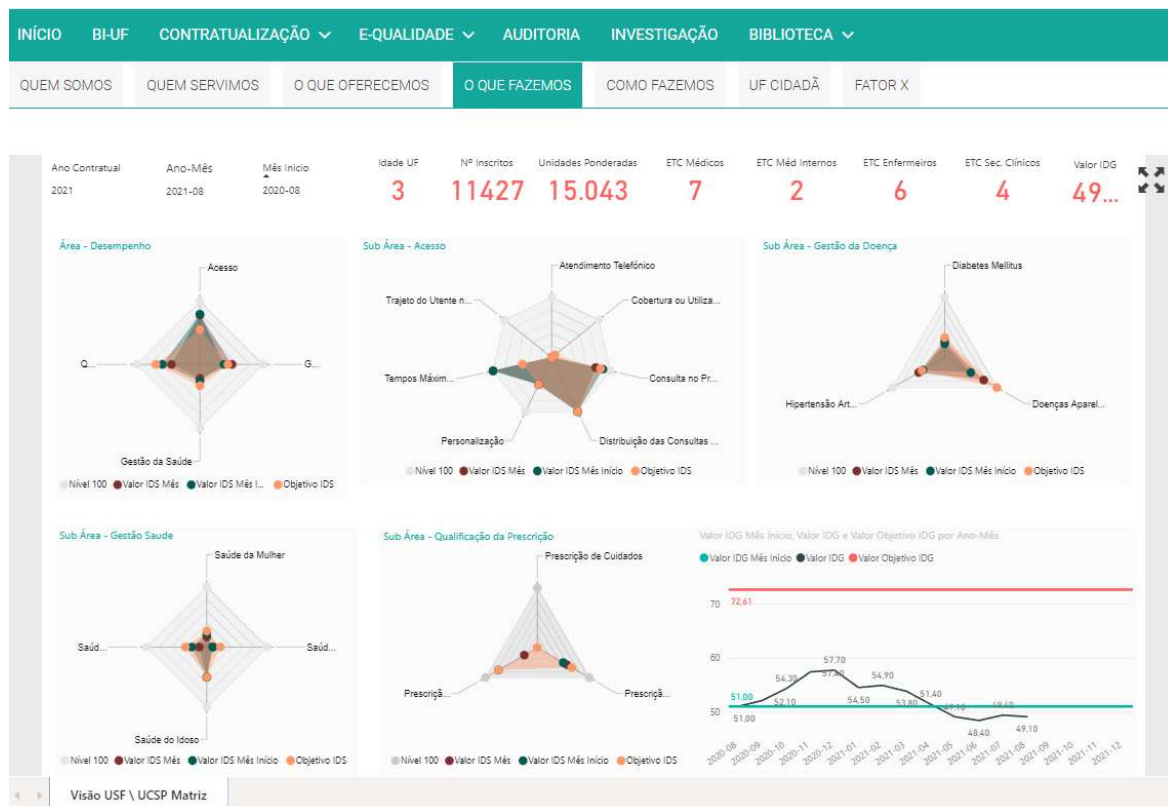 INÍCIO BI-UF CONTRATUALIZAÇÃO E-QUALIDADE AUDITORIA INVESTIGAÇÃO BIBLIOTECA
QUEM SOMOS QUEM SERVIMOS O QUE OFERECEMOS O QUE FAZEMOS COMO FAZEMOS UF CIDADÃ FATOR X
Ano Contratual Ano-Mês Mês Inicio Idade UF Nº Inscritos Unidades Ponderadas ETC Médicos ETC Méd Internos ETC Enfermeiros ETC Sec. Clínicos Valor IDG
2021 2021-08 2020-08 3 11427 15.043 7 2 6 4 49...
Área - Desempenho
Acesso
Q...
G...
Gestão da Saúde
Nível 100 Valor IDS Mês Valor IDS Mês I... Objetivo IDS
Sub Área - Acesso
Atendimento Telefónico
Trajeto do Utente n...
Cobertura ou Utiliza...
Tempos Máxim...
Consulta no Pr...
Personalização
Distribuição das Consultas ...
Nível 100 Valor IDS Mês Valor IDS Mês Início Objetivo IDS
Sub Área - Gestão da Doença
Diabetes Mellitus
Hipertensão Art...
Doenças Aparel...
Nível 100 Valor IDS Mês Valor IDS Mês Início Objetivo IDS
Sub Área - Gestão Saude
Saúde da Mulher
Saúd...
Saúd...
Saúde do Idoso
Nível 100 Valor IDS Mês Valor IDS Mês Início Objetivo IDS
Sub Área - Qualificação da Prescrição
Prescrição de Cuidados
Prescriçã...
Prescriçã...
Nível 100 Valor IDS Mês Valor IDS Mês Início Objetivo IDS
Valor IDG Mês Inicio, Valor IDG e Valor Objetivo IDG por Ano-Mês
Valor IDG Mês Inicio Valor IDG Valor Objetivo IDG
70 72.61
60
57.70
54.30 57.40 54.90
51.00 52.10 54.50 53.80 51.40
50 51.00 48.40 49.10
2020-08 2020-09 2020-10 2020-11 2020-12 2021-01 2021-02 2021-03 2021-04 2021-05 2021-06 2021-07 2021-08 2021-09 2021-10 2021-11 2021-12
Visão USF \ UCSP Matriz